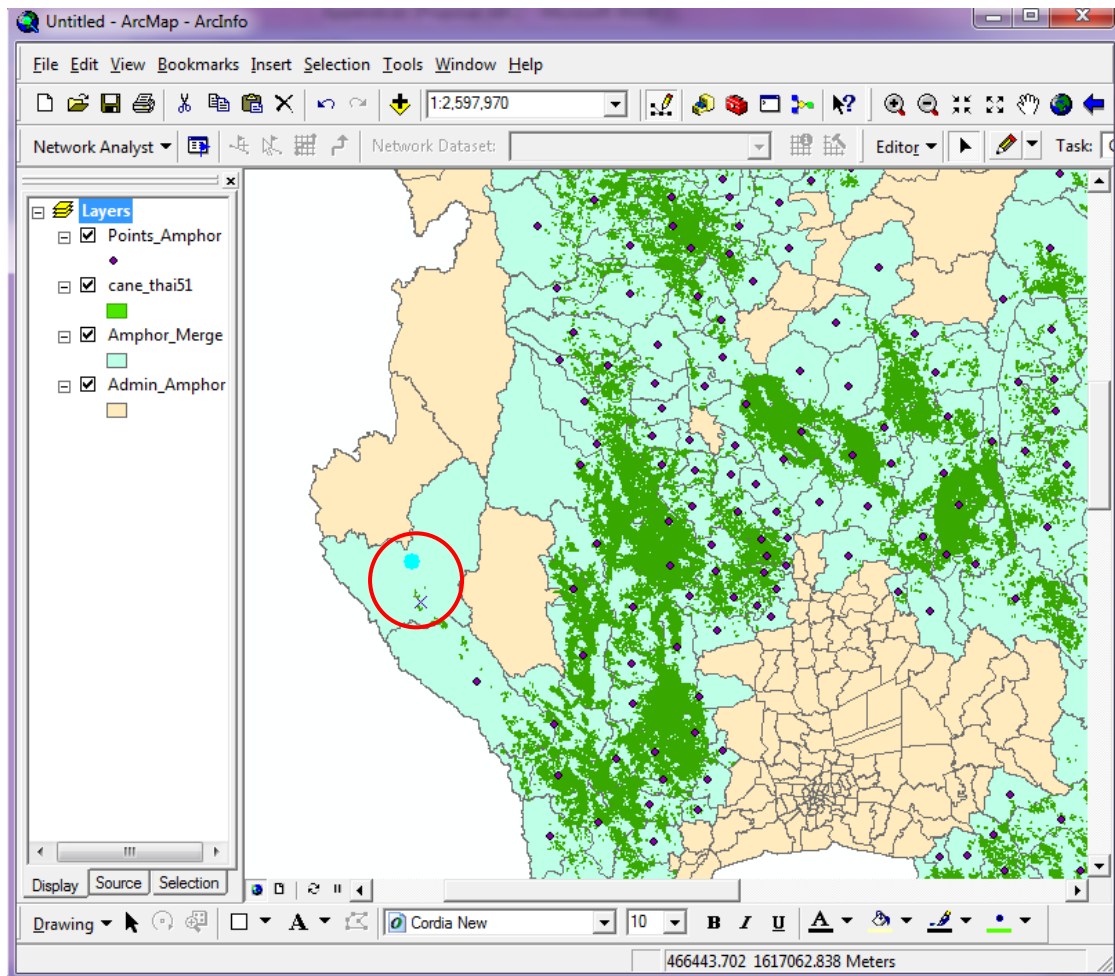 Untitled - ArcMap - ArcInfo
File Edit View Bookmarks Insert Selection Tools Window Help
1:2,597,970
Network Analyst Network Dataset: Editor Task:
Layers
Points_Amphor
cane_thai51
Amphor_Merge
Admin_Amphor
Display Source Selection
Drawing A Cordia New 10 B I U A
466443.702 1617062.838 Meters